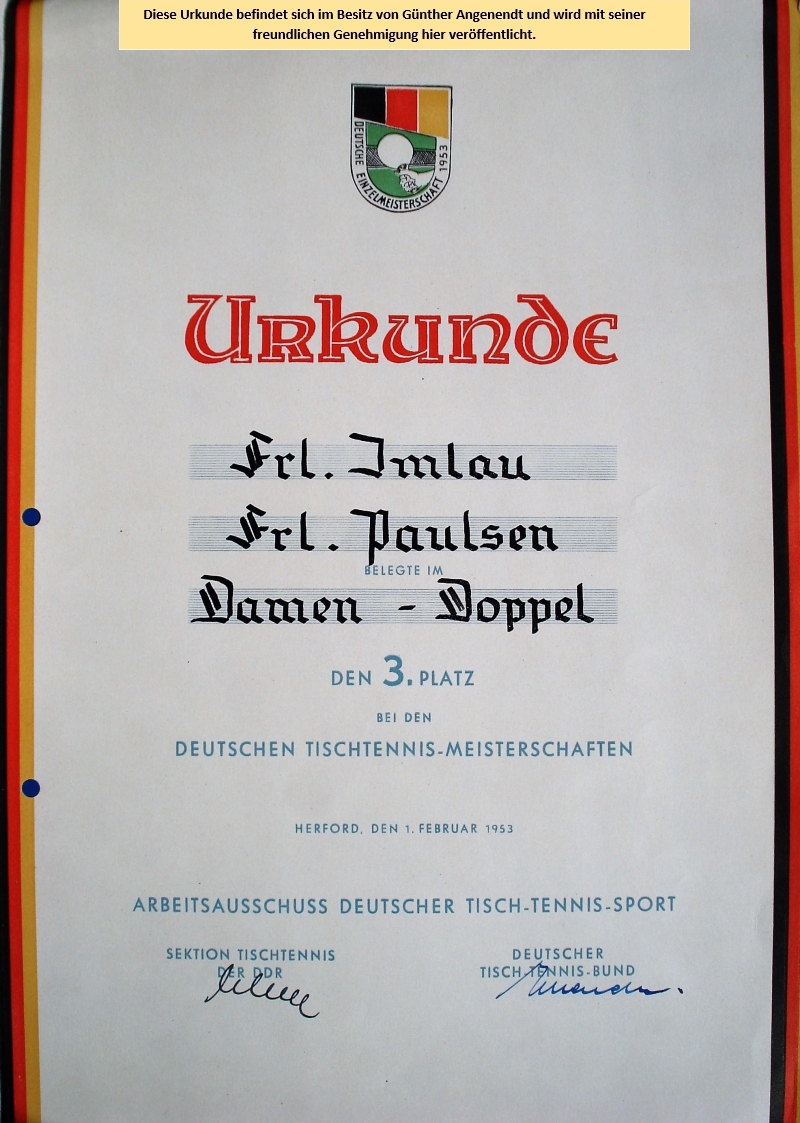 Diese Urkunde befindet sich im Besitz von Günther Angenendt und wird mit seiner
freundlichen Genehmigung hier veröffentlicht.
DEUTSCHE EINZELMEISTERSCHAFT 1953
Urkunde
Frl. Imlau
Frl. Paulsen
BELEGTE IM
Damen - Doppel
DEN 3. PLATZ
BEI DEN
DEUTSCHEN TISCHTENNIS-MEISTERSCHAFTEN
HERFORD, DEN 1. FEBRUAR 1953
ARBEITSAUSSCHUSS DEUTSCHER TISCH-TENNIS-SPORT
SEKTION TISCHTENNIS
DER DDR
DEUTSCHER
TISCH-TENNIS-BUND